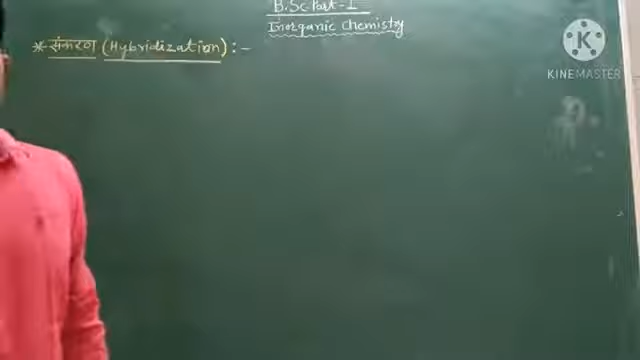 B.Sc Part-I
Inorganic Chemistry
* संकरण (Hybridization) :-
KINEMASTER